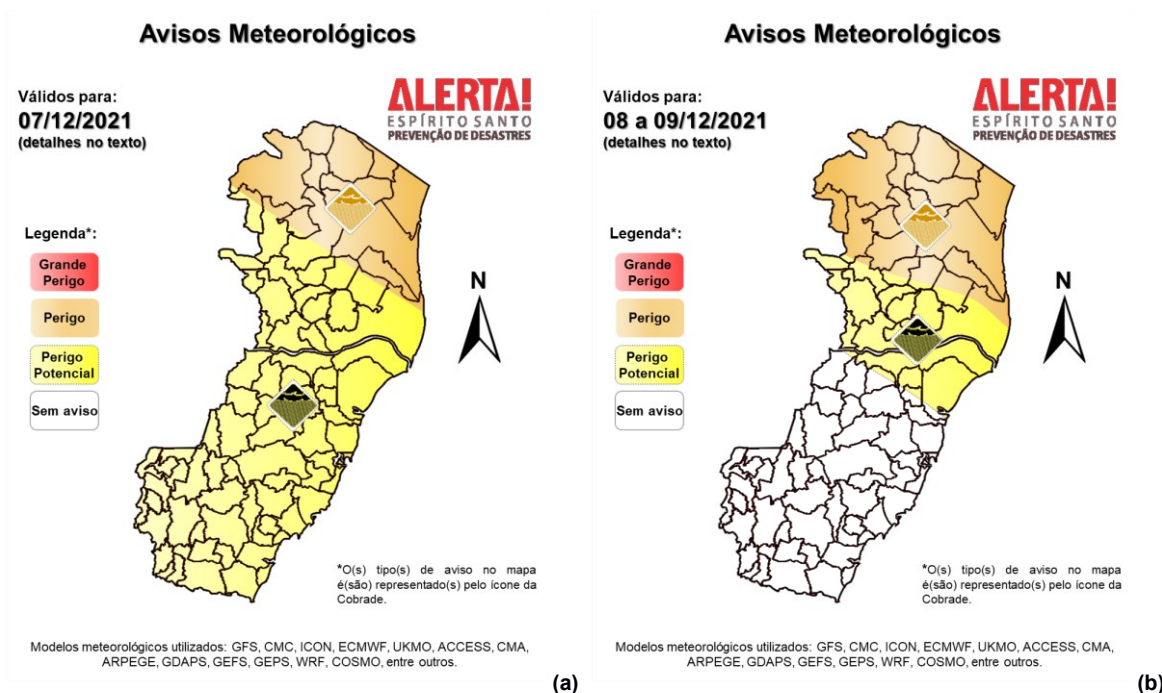 Avisos Meteorológicos
Válidos para:
07/12/2021
(detalhes no texto)
ALERTA!
ESPÍRITO SANTO
PREVENÇÃO DE DESASTRES
Legenda*:
Grande
Perigo
Perigo
Perigo
Potencial
Sem aviso
N
*O(s) tipo(s) de aviso no mapa
é(são) representado(s) pelo ícone da
Cobrade.
Modelos meteorológicos utilizados: GFS, CMC, ICON, ECMWF, UKMO, ACCESS, CMA,
ARPEGE, GDAPS, GEFS, GEPS, WRF, COSMO, entre outros.
(a)
Avisos Meteorológicos
Válidos para:
08 a 09/12/2021
(detalhes no texto)
ALERTA!
ESPÍRITO SANTO
PREVENÇÃO DE DESASTRES
Legenda*:
Grande
Perigo
Perigo
Perigo
Potencial
Sem aviso
N
*O(s) tipo(s) de aviso no mapa
é(são) representado(s) pelo ícone da
Cobrade.
Modelos meteorológicos utilizados: GFS, CMC, ICON, ECMWF, UKMO, ACCESS, CMA,
ARPEGE, GDAPS, GEFS, GEPS, WRF, COSMO, entre outros.
(b)